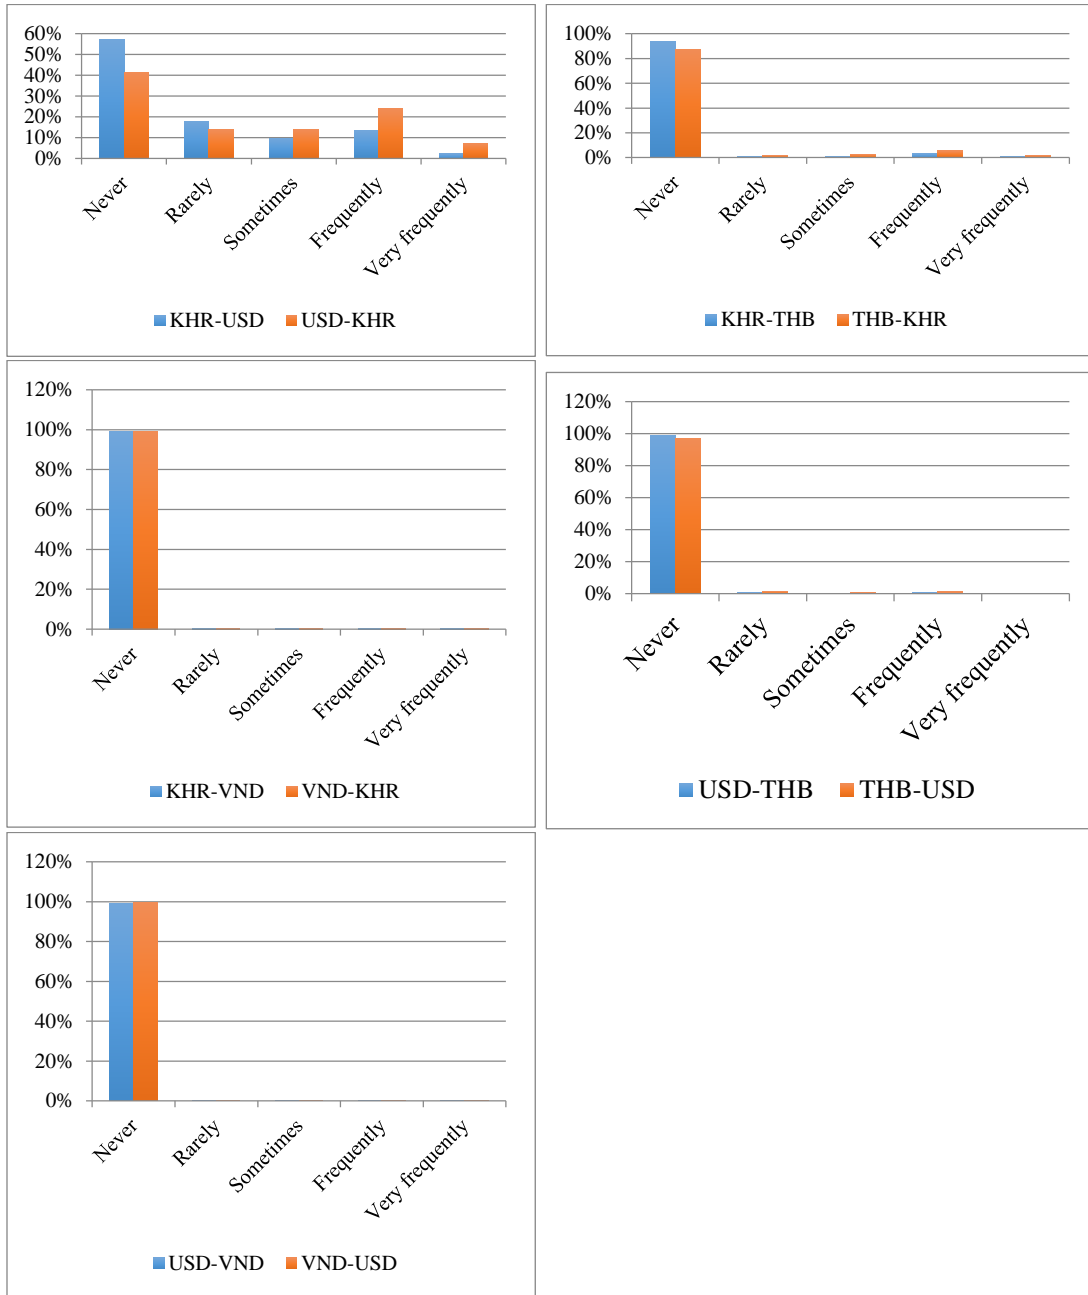 60%
50%
40%
30%
20%
10%
0%
Never
Rarely
Sometimes
Frequently
Very frequently
KHR-USD USD-KHR
100%
80%
60%
40%
20%
0%
Never
Rarely
Sometimes
Frequently
Very frequently
KHR-THB THB-KHR
120%
100%
80%
60%
40%
20%
0%
Never
Rarely
Sometimes
Frequently
Very frequently
KHR-VND VND-KHR
120%
100%
80%
60%
40%
20%
0%
Never
Rarely
Sometimes
Frequently
Very frequently
USD-THB THB-USD
120%
100%
80%
60%
40%
20%
0%
Never
Rarely
Sometimes
Frequently
Very frequently
USD-VND VND-USD